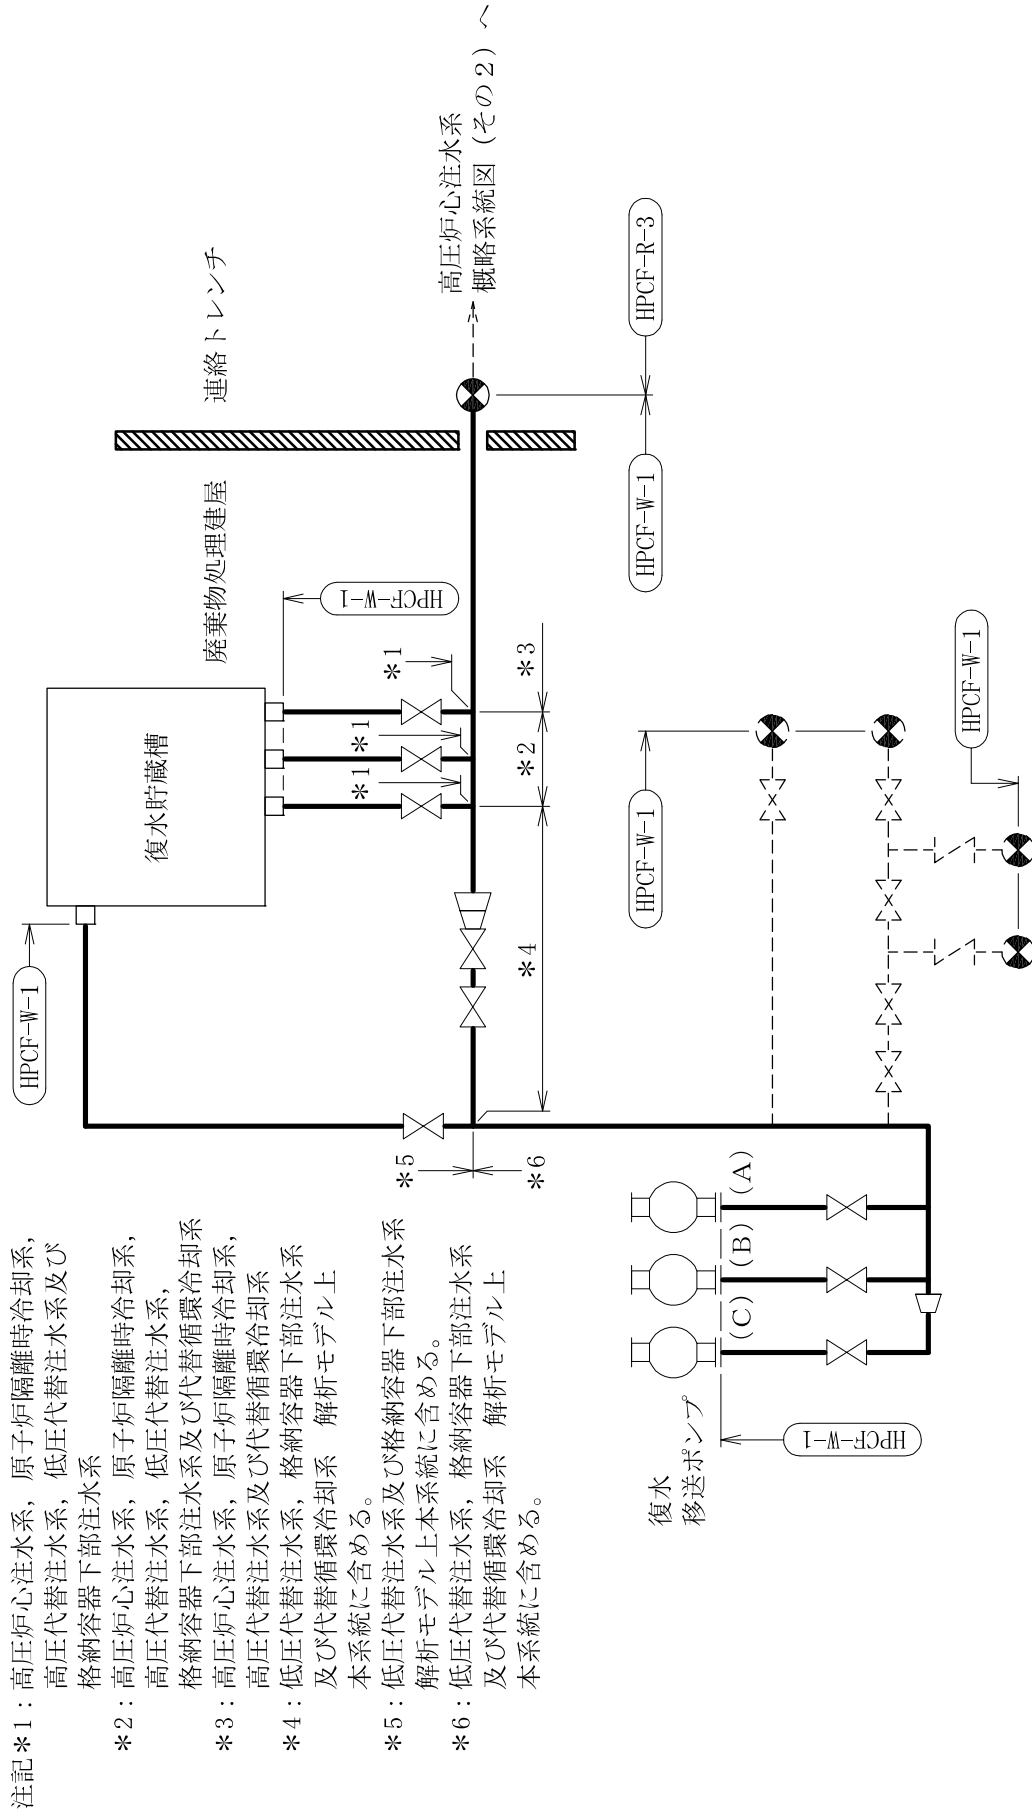 注記*1：高圧炉心注水系，原子炉隔離時冷却系，
高圧代替注水系，低圧代替注水系及び
格納容器下部注水系
*2：高圧炉心注水系，原子炉隔離時冷却系，
高圧代替注水系，低圧代替注水系，
格納容器下部注水系及び代替循環冷却系
*3：高圧炉心注水系，原子炉隔離時冷却系，
高圧代替注水系及び代替循環冷却系
*4：低圧代替注水系，格納容器下部注水系
及び代替循環冷却系　解析モデル上
本系統に含める。
*5：低圧代替注水系及び格納容器下部注水系
解析モデル上本系統に含める。
*6：低圧代替注水系，格納容器下部注水系
及び代替循環冷却系　解析モデル上
本系統に含める。
HPCF-W-1
復水貯蔵槽
廃棄物処理建屋
連絡トレンチ
HPCF-W-1
*1
*1
*1
高圧炉心注水系
概略系統図（その２）へ
*5
*6
*4
*2
*3
HPCF-W-1
HPCF-R-3
HPCF-W-1
HPCF-W-1
(C)
(B)
(A)
復水
移送ポンプ
HPCF-W-1